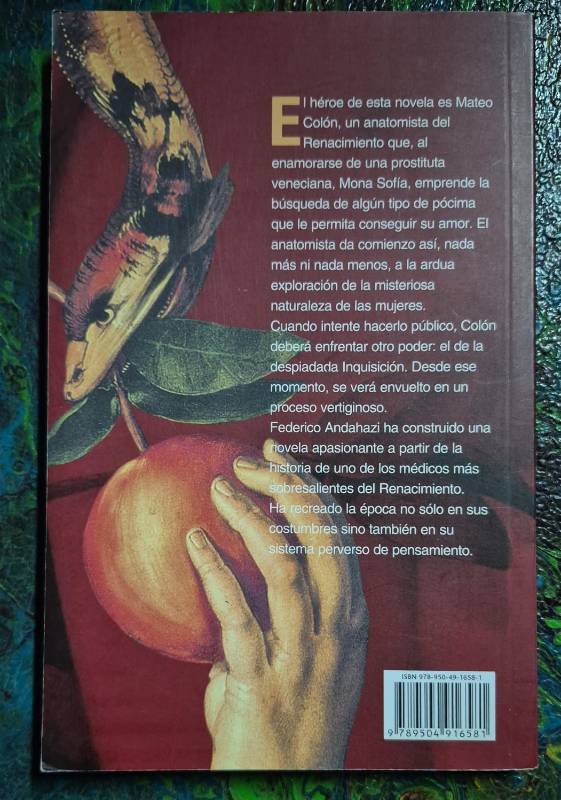 El héroe de esta novela es Mateo
Colón, un anatomista del
Renacimiento que, al
enamorarse de una prostituta
veneciana, Mona Sofía, emprende la
búsqueda de algún tipo de pócima
que le permita conseguir su amor. El
anatomista da comienzo así, nada
más ni nada menos, a la ardua
exploración de la misteriosa
naturaleza de las mujeres.
Cuando intente hacerlo público, Colón
deberá enfrentar otro poder: el de la
despiadada Inquisición. Desde ese
momento, se verá envuelto en un
proceso vertiginoso.
Federico Andahazi ha construido una
novela apasionante a partir de la
historia de uno de los médicos más
sobresalientes del Renacimiento.
Ha recreado la época no sólo en sus
costumbres sino también en su
sistema perverso de pensamiento.
ISBN 978-950-49-1658-1
9 789504 916581